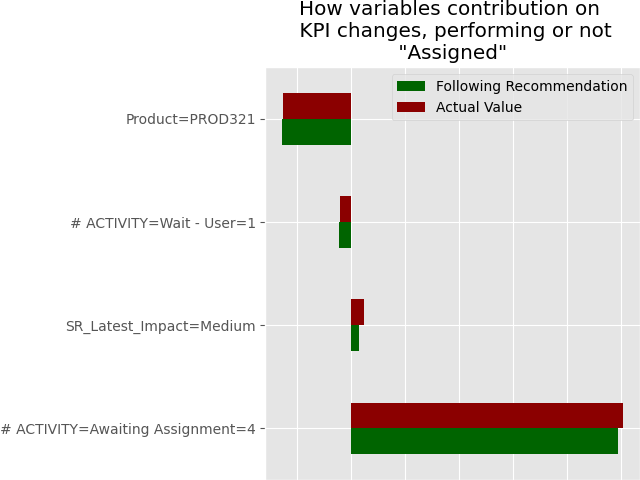 How variables contribution on
KPI changes, performing or not
"Assigned"
Following Recommendation
Actual Value
Product=PROD321
# ACTIVITY=Wait - User=1
SR_Latest_Impact=Medium
# ACTIVITY=Awaiting Assignment=4